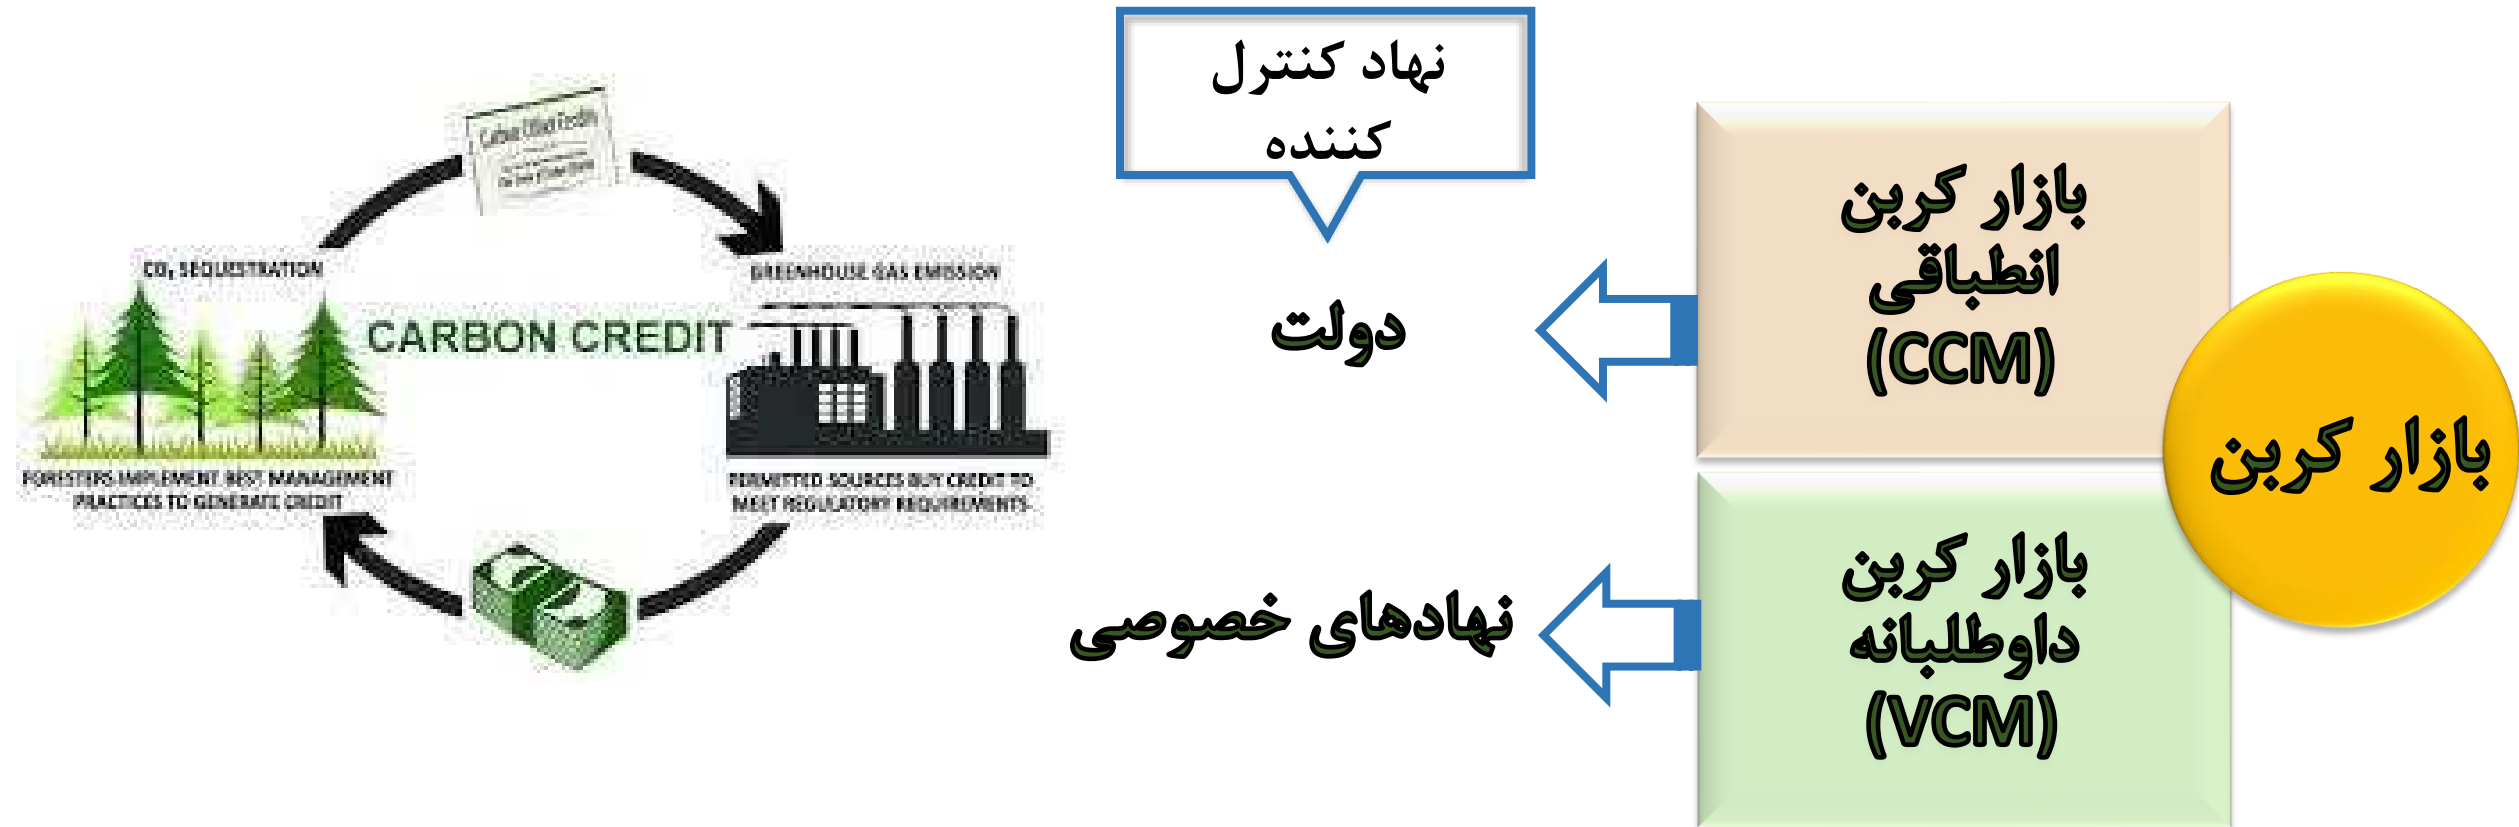 نهاد کنترل
کننده
بازار کربن
بازار کربن
انطباقی
(CCM)
دولت
بازار کربن
داوطلبانه
(VCM)
نهادهای خصوصی
CO₂ SEQUESTRATION
GREENHOUSE GAS EMISSION
CARBON CREDIT
FORESTERS IMPLEMENT BEST MANAGEMENT
PRACTICES TO GENERATE CREDIT
PERMITTED SOURCES BUY CREDIT TO
MEET REGULATORY REQUIREMENTS